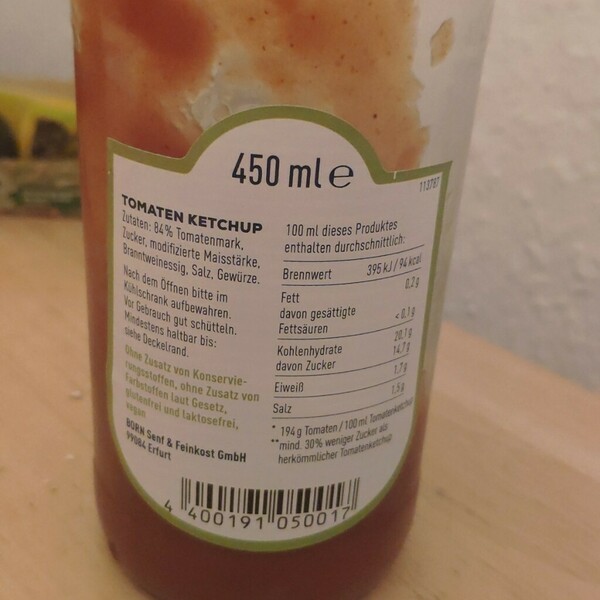 450 ml e
113787
TOMATEN KETCHUP
Zutaten: 84% Tomatenmark,
Zucker, modifizierte Maisstärke,
Branntweinessig, Salz, Gewürze.
Nach dem Öffnen bitte im
Kühlschrank aufbewahren.
Vor Gebrauch gut schütteln.
Mindestens haltbar bis:
siehe Deckelrand.
Ohne Zusatz von Konservie-
rungsstoffen, ohne Zusatz von
Farbstoffen laut Gesetz,
glutenfrei und laktosefrei,
vegan
BORN Senf & Feinkost GmbH
99084 Erfurt
100 ml dieses Produktes
enthalten durchschnittlich:
Brennwert 395 kJ / 94 kcal
Fett 0,2 g
davon gesättigte
Fettsäuren < 0,1 g
Kohlenhydrate 20,1 g
davon Zucker 14,7 g
Eiweiß 1,7 g
Salz 1,5 g
* 194 g Tomaten / 100 ml Tomatenketchup
** mind. 30% weniger Zucker als
herkömmlicher Tomatenketchup
4 400191 050017